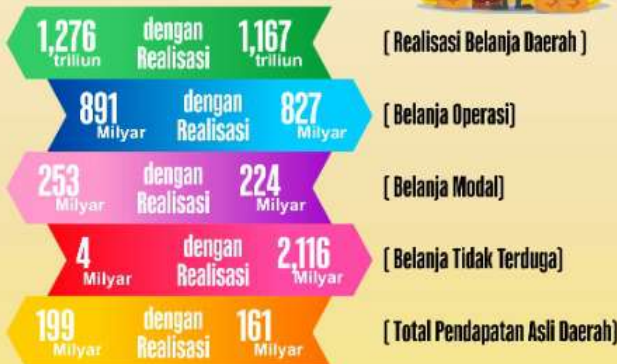 1,276 triliun dengan Realisasi 1,167 triliun [ Realisasi Belanja Daerah ]
891 Milyar dengan Realisasi 827 Milyar [ Belanja Operasi]
253 Milyar dengan Realisasi 224 Milyar [ Belanja Modal]
4 Milyar dengan Realisasi 2,116 Milyar [ Belanja Tidak Terduga]
199 Milyar dengan Realisasi 161 Milyar [ Total Pendapatan Asli Daerah]